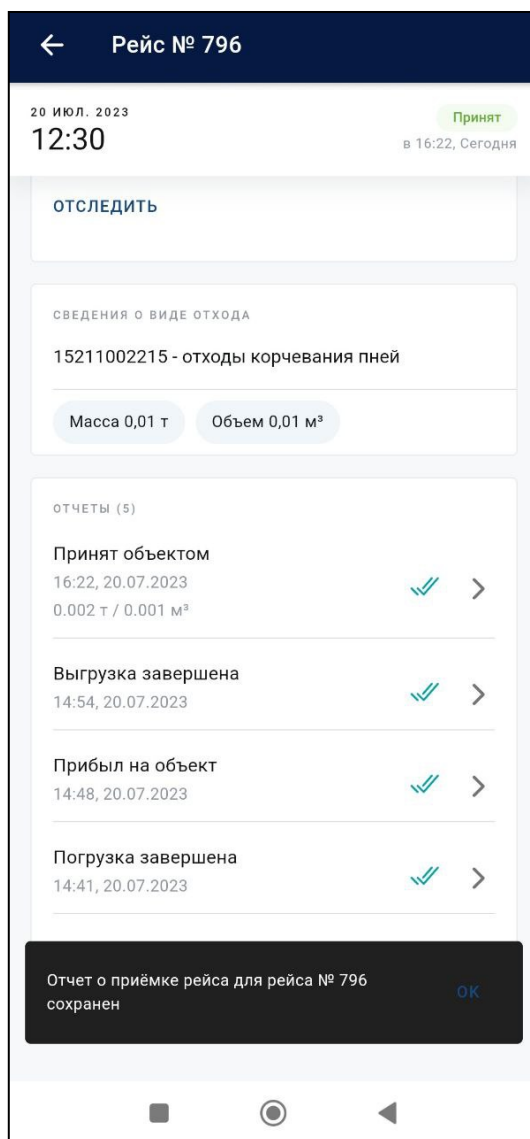 Рейс № 796
20 ИЮЛ. 2023
12:30
Принят
в 16:22, Сегодня
ОТСЛЕДИТЬ
СВЕДЕНИЯ О ВИДЕ ОТХОДА
15211002215 - отходы корчевания пней
Масса 0,01 т
Объем 0,01 м³
ОТЧЕТЫ (5)
Принят объектом
16:22, 20.07.2023
0.002 т / 0.001 м³
Выгрузка завершена
14:54, 20.07.2023
Прибыл на объект
14:48, 20.07.2023
Погрузка завершена
14:41, 20.07.2023
Отчет о приёмке рейса для рейса № 796
сохранен
ОК